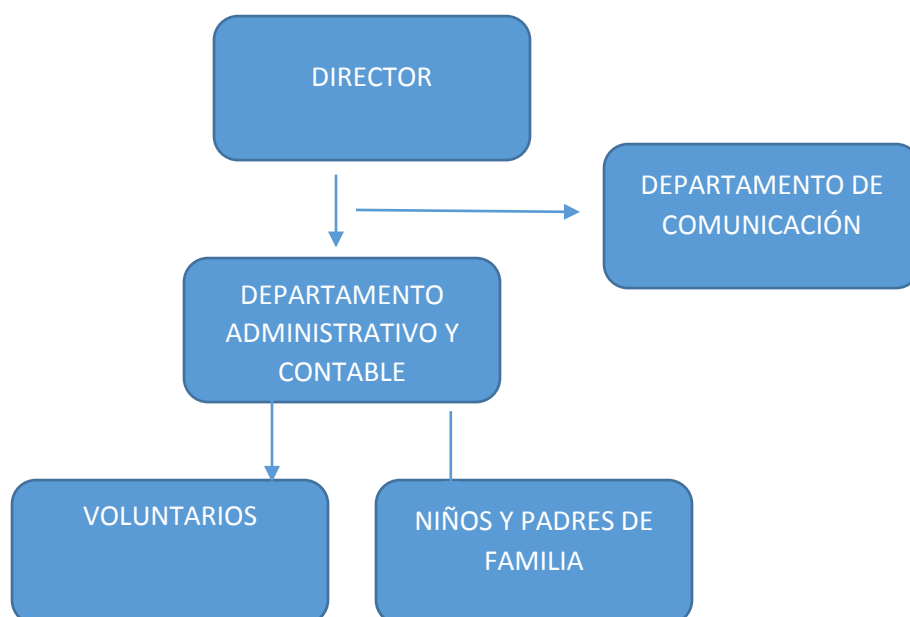 DIRECTOR
DEPARTAMENTO DE
COMUNICACIÓN
DEPARTAMENTO
ADMINISTRATIVO Y
CONTABLE
VOLUNTARIOS
NIÑOS Y PADRES DE
FAMILIA